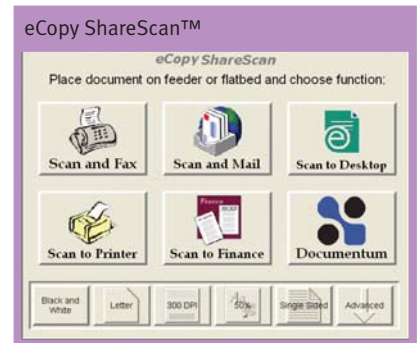 eCopy ShareScan™
eCopy ShareScan
Place document on feeder or flatbed and choose function:
Scan and Fax
Scan and Mail
Scan to Desktop
Finance
Scan to Printer
Scan to Finance
Documentum
Black and White
Letter
300 DPI
50%
Single Sided
Advanced